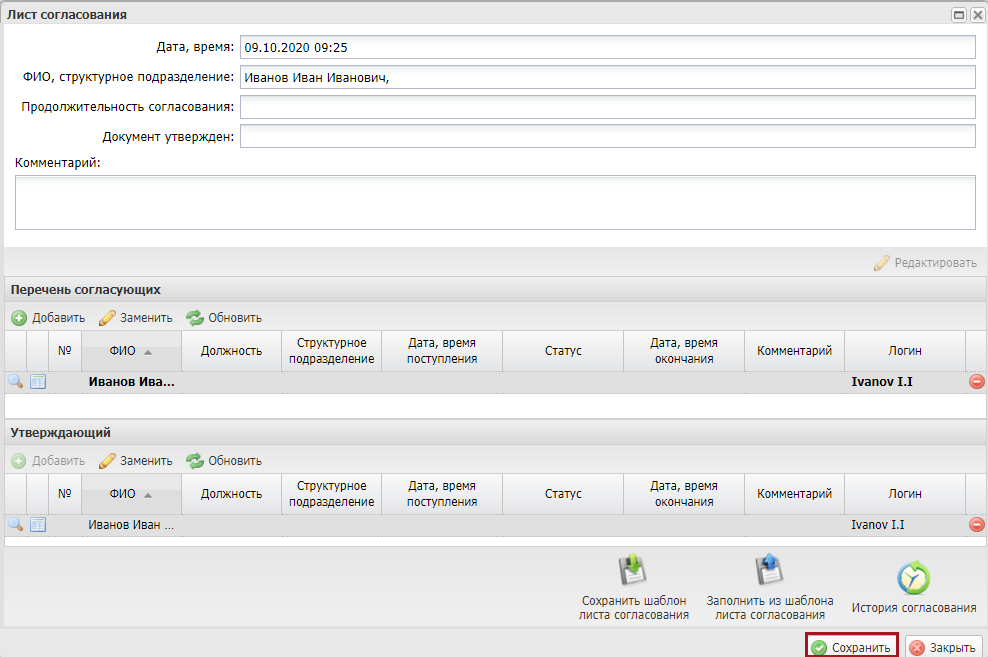 Лист согласования
Дата, время: 09.10.2020 09:25
ФИО, структурное подразделение: Иванов Иван Иванович,
Продолжительность согласования:
Документ утвержден:
Комментарий:
Редактировать
Перечень согласующих
Добавить Заменить Обновить
№ ФИО Должность Структурное подразделение Дата, время поступления Статус Дата, время окончания Комментарий Логин
Иванов Ива... Ivanov I.I
Утверждающий
Добавить Заменить Обновить
№ ФИО Должность Структурное подразделение Дата, время поступления Статус Дата, время окончания Комментарий Логин
Иванов Иван ... Ivanov I.I
Сохранить шаблон листа согласования
Заполнить из шаблона листа согласования
История согласования
Сохранить Закрыть